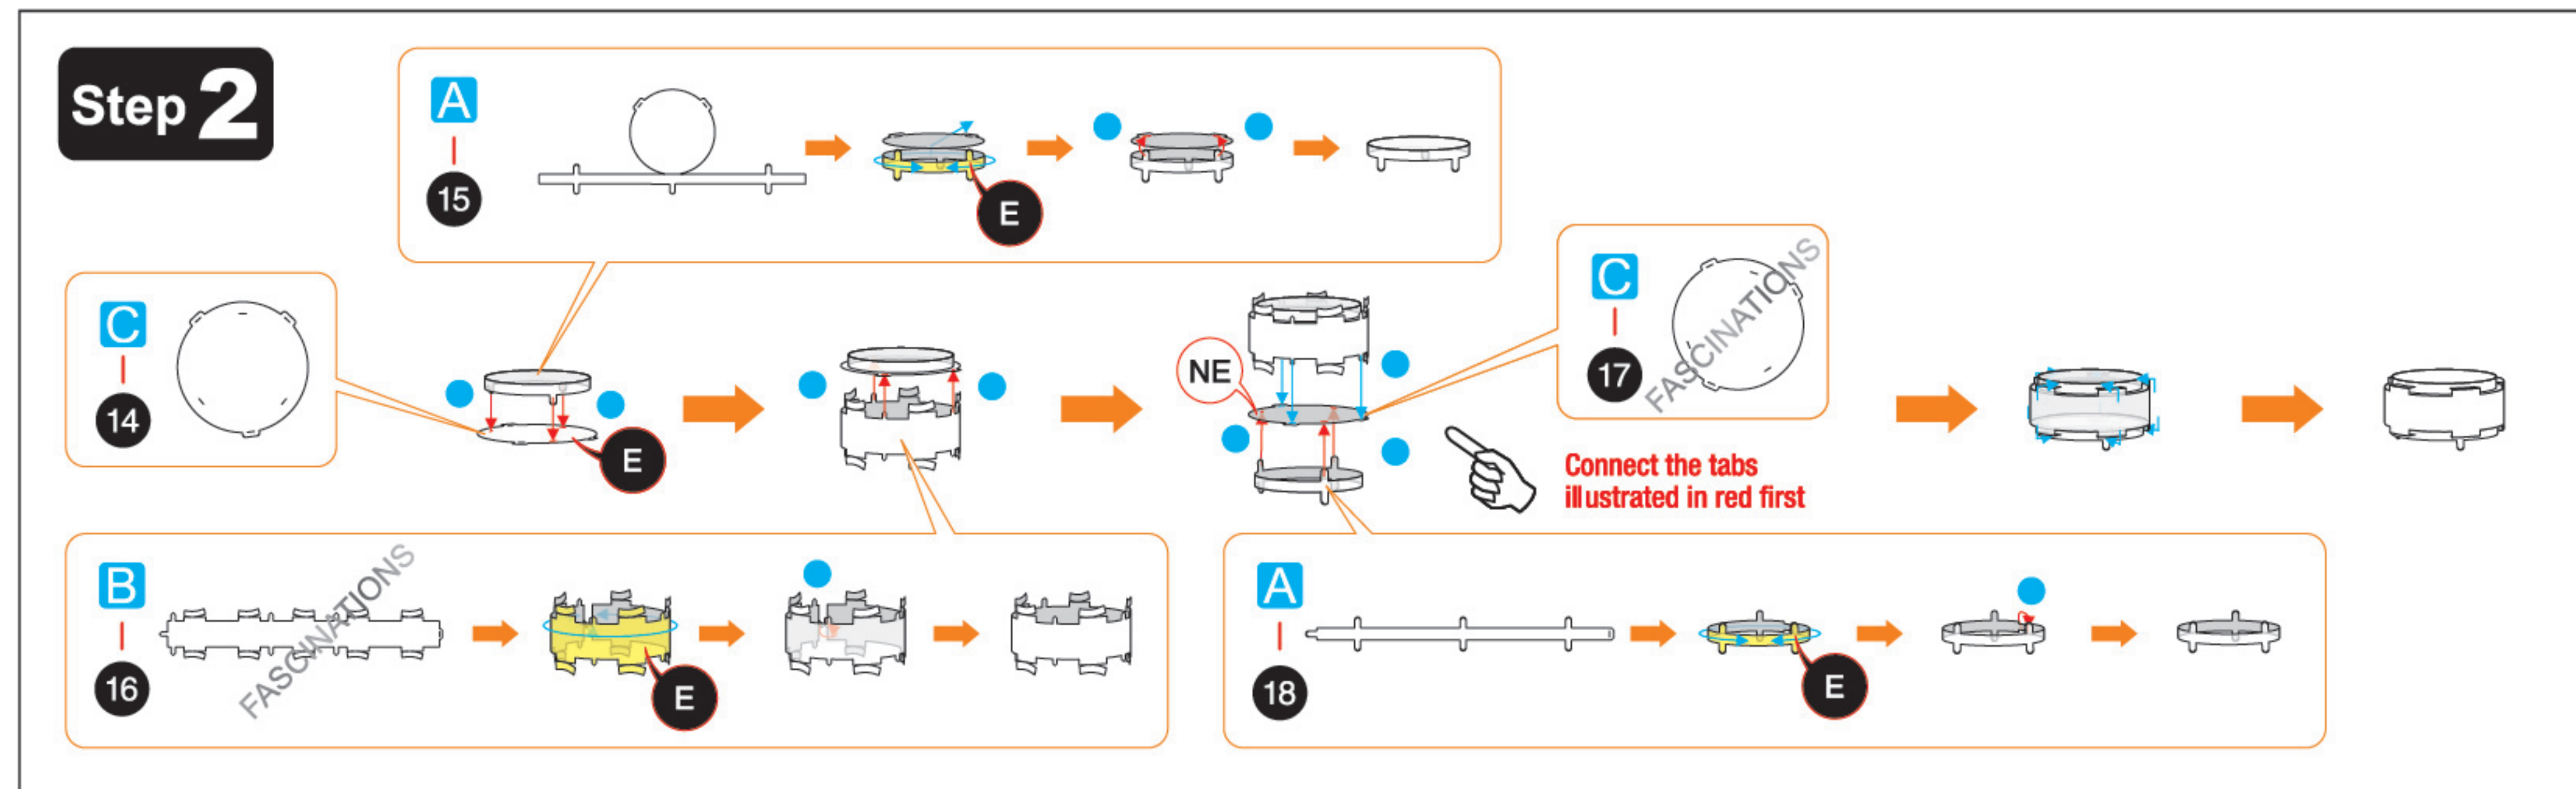 Step 2
A
15
E
C
14
E
NE
C
17
FASCINATIONS
Connect the tabs
illustrated in red first
B
16
FASCINATIONS
E
A
18
E